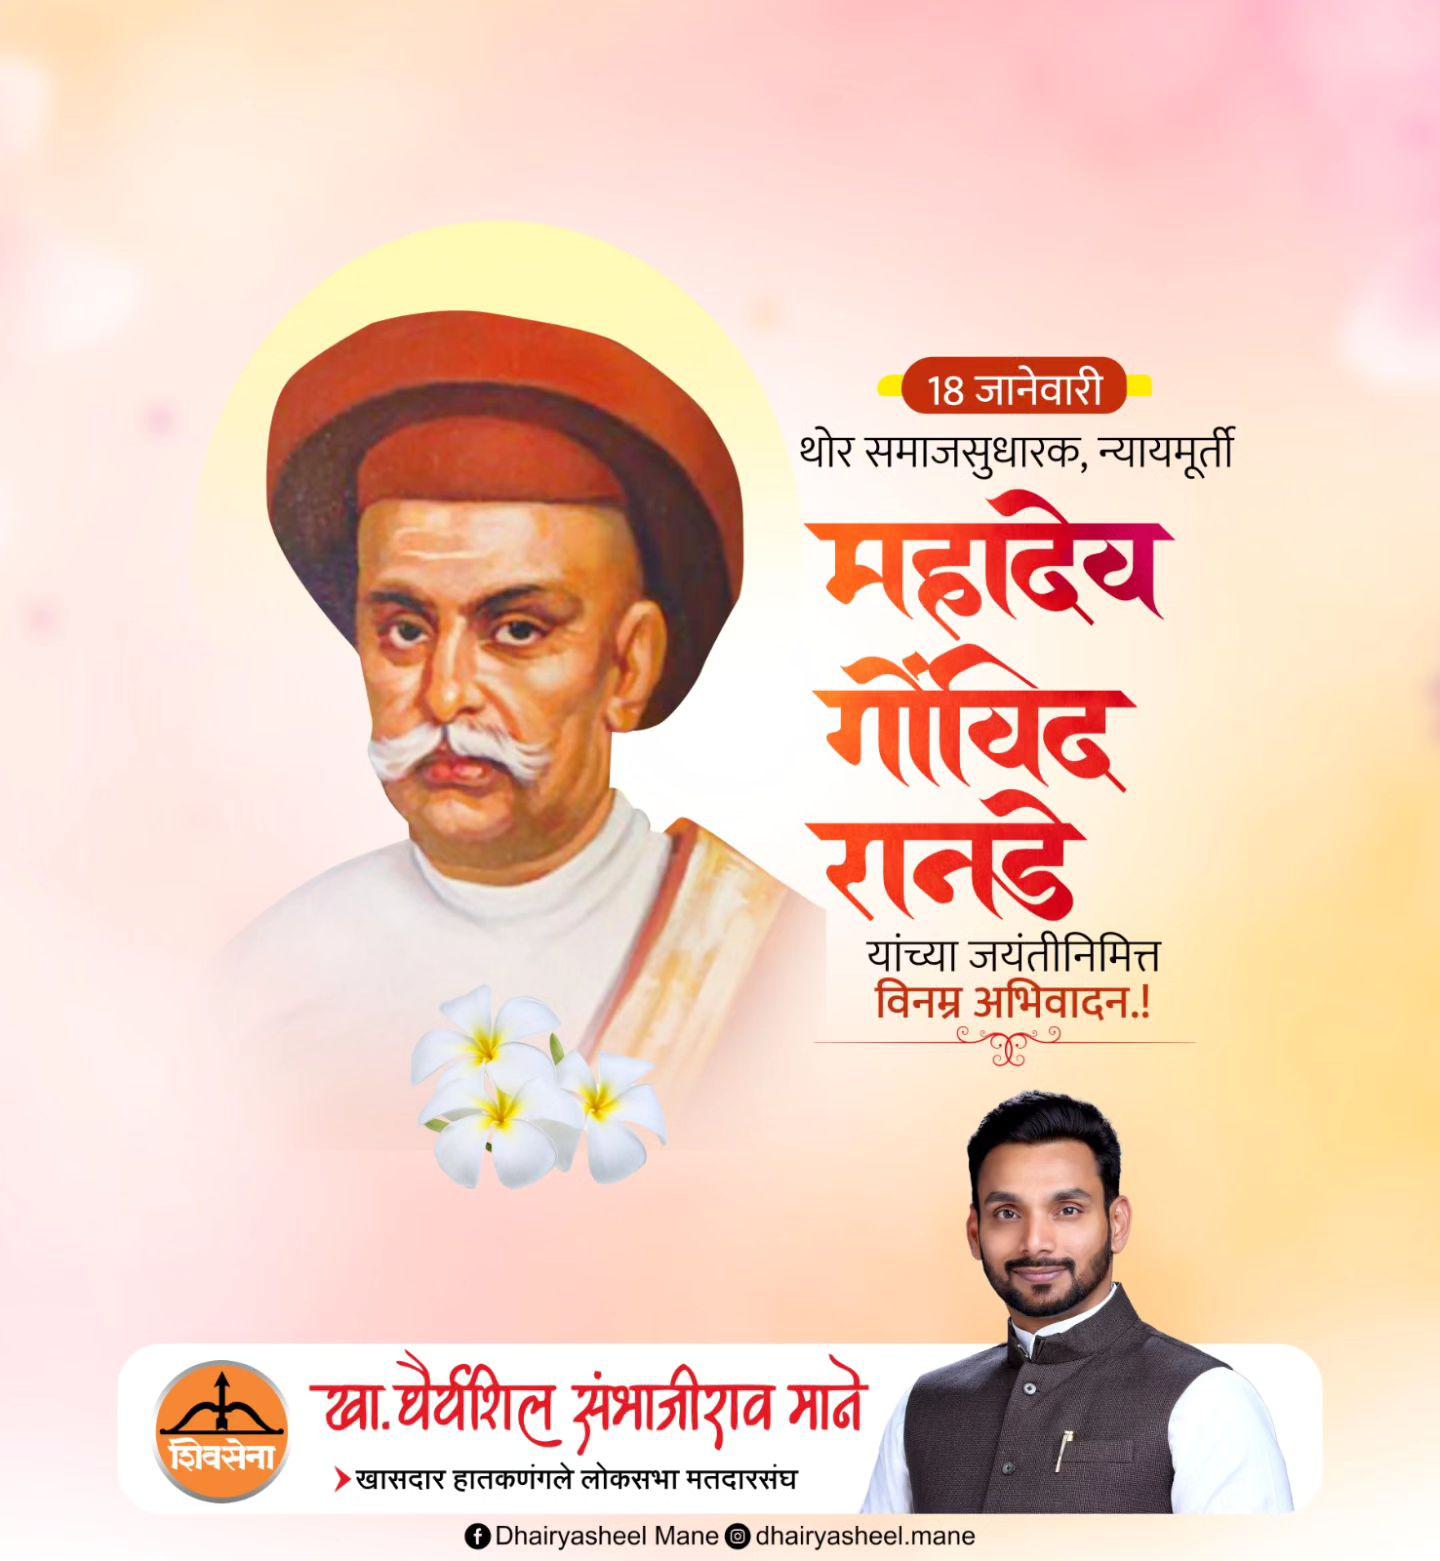 18 जानेवारी
थोर समाजसुधारक, न्यायमूर्ती
महादेव
गोंविद
रानडे
यांच्या जयंतीनिमित्त
विनम्र अभिवादन.!
खा. धैर्यशिल संभाजीराव माने
शिवसेना
खासदार हातकणंगले लोकसभा मतदारसंघ
Dhairyasheel Mane dhairyasheel.mane